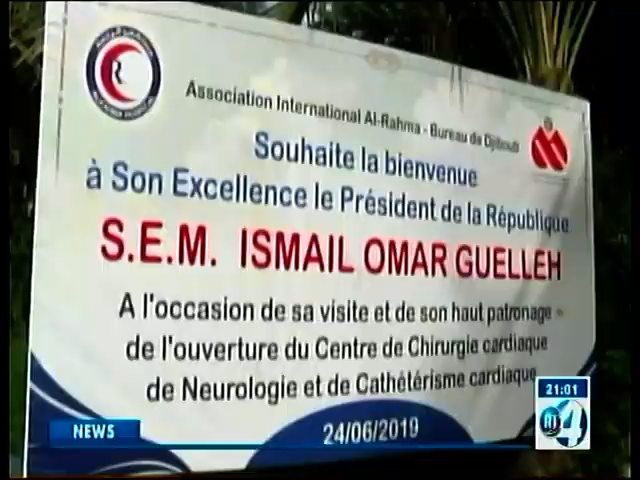 Association International Al-Rahma - Bureau de Djibouti
Souhaite la bienvenue
à Son Excellence le Président de la République
S.E.M. ISMAIL OMAR GUELLEH
A l'occasion de sa visite et de son haut patronage -
de l'ouverture du Centre de Chirurgie cardiaque
de Neurologie et de Cathétérisme cardiaque
24/06/2019
NEWS
21:01
4